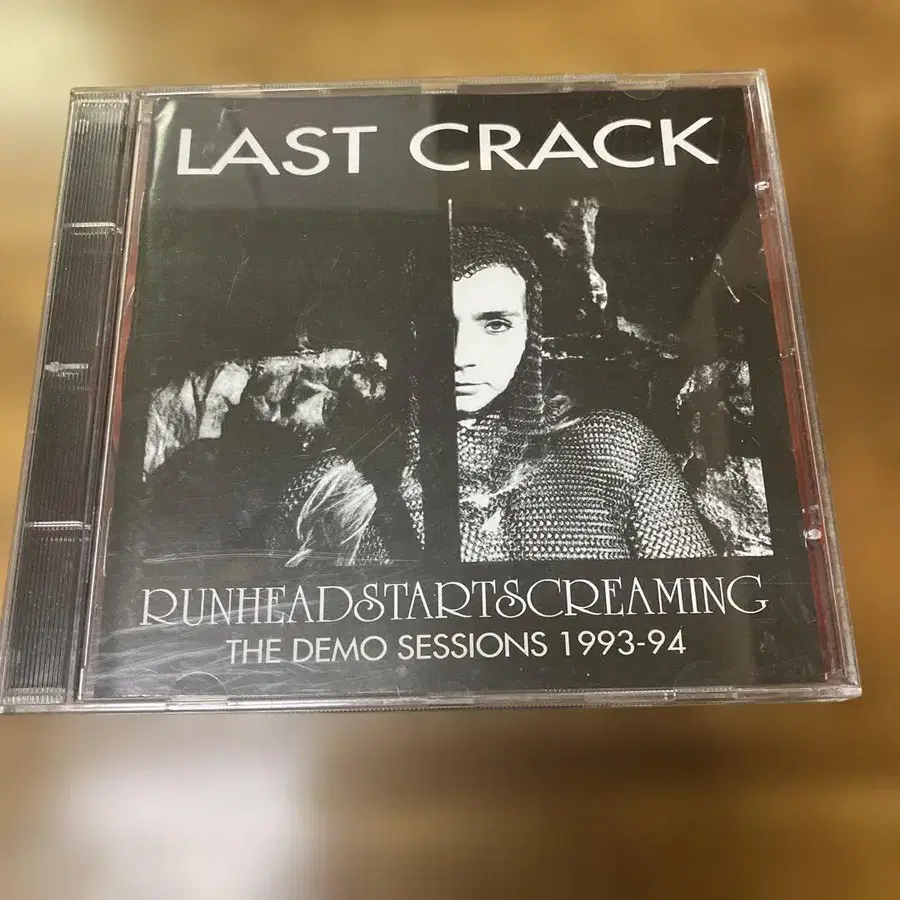 LAST CRACK
RUNHEADSTARTSCREAMING
THE DEMO SESSIONS 1993-94